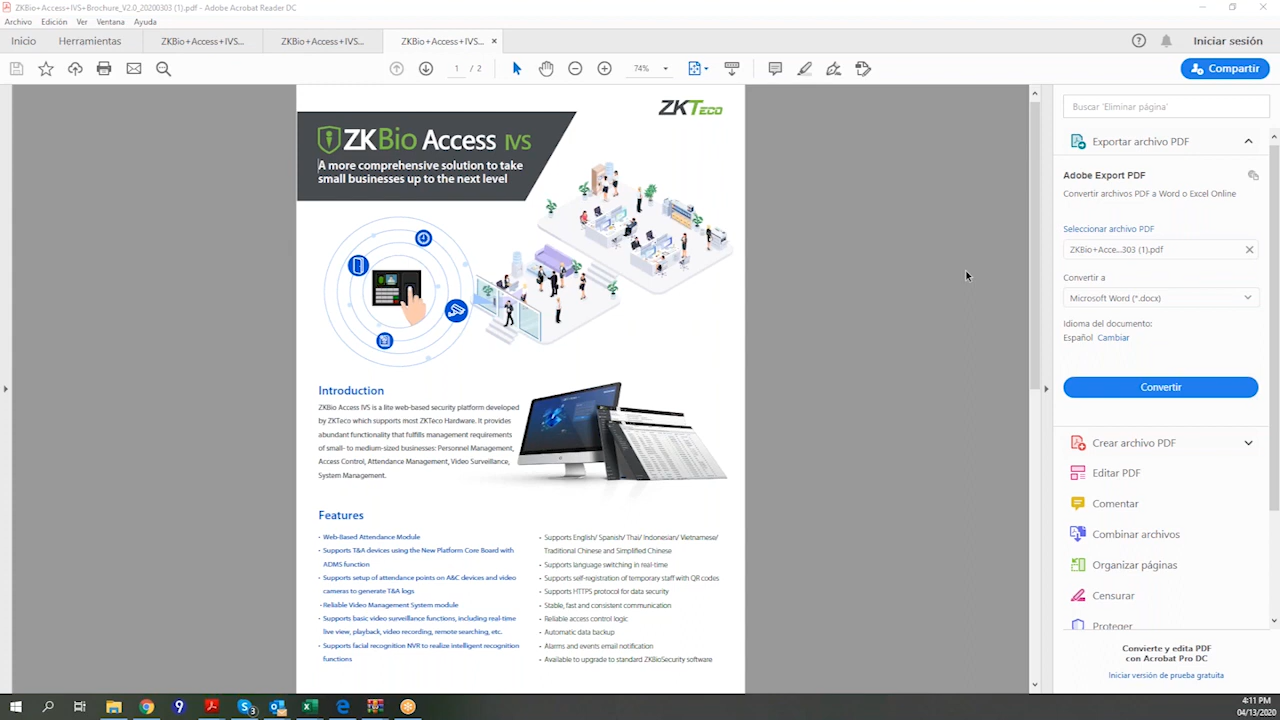 ZKBio+Access+IVS+Brochure_V2.0_20200303 (1).pdf - Adobe Acrobat Reader DC
Archivo Edición Ver Ventana Ayuda
Inicio Herramientas ZKBio+Access+IVS... ZKBio+Access+IVS... ZKBio+Access+IVS... ×
Iniciar sesión
1 / 2
74%
Compartir
ZKTeco
ZKBio Access IVS
A more comprehensive solution to take
small businesses up to the next level
Introduction
ZKBio Access IVS is a lite web-based security platform developed
by ZKTeco which supports most ZKTeco Hardware. It provides
abundant functionality that fulfills management requirements
of small- to medium-sized businesses: Personnel Management,
Access Control, Attendance Management, Video Surveillance,
System Management.
Features
· Web-Based Attendance Module
· Supports T&A devices using the New Platform Core Board with
ADMS function
· Supports setup of attendance points on A&C devices and video
cameras to generate T&A logs
· Reliable Video Management System module
· Supports basic video surveillance functions, including real-time
live view, playback, video recording, remote searching, etc.
· Supports facial recognition NVR to realize intelligent recognition
functions
- Supports English/ Spanish/ Thai/ Indonesian/ Vietnamese/
Traditional Chinese and Simplified Chinese
- Supports language switching in real-time
- Supports self-registration of temporary staff with QR codes
- Supports HTTPS protocol for data security
- Stable, fast and consistent communication
- Reliable access control logic
- Automatic data backup
- Alarms and events email notification
- Available to upgrade to standard ZKBioSecurity software
Buscar 'Eliminar página'
Exportar archivo PDF
Adobe Export PDF
Convertir archivos PDF a Word o Excel Online
Seleccionar archivo PDF
ZKBio+Acce...303 (1).pdf
Convertir a
Microsoft Word (*.docx)
Idioma del documento:
Español Cambiar
Convertir
Crear archivo PDF
Editar PDF
Comentar
Combinar archivos
Organizar páginas
Censurar
Proteger
Convierte y edita PDF
con Acrobat Pro DC
Iniciar versión de prueba gratuita
4:11 PM
04/13/2020